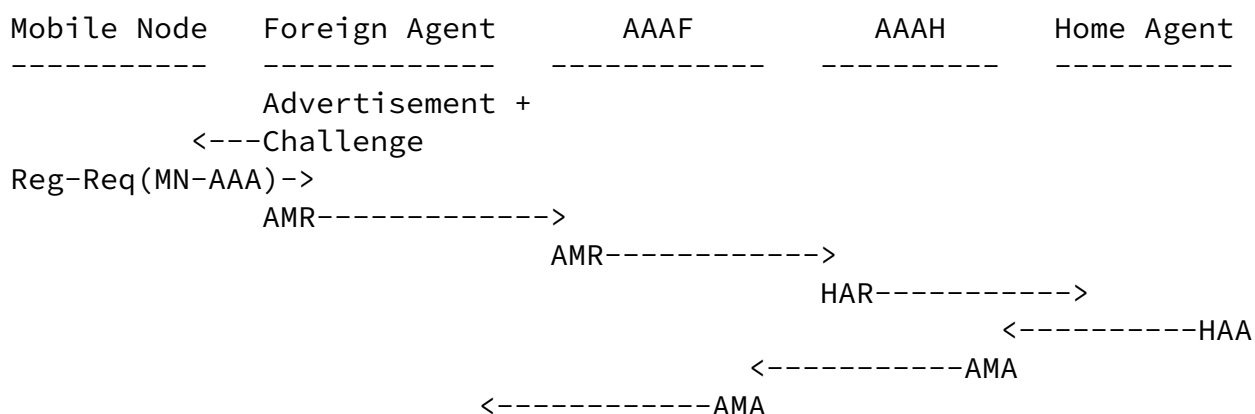 Mobile Node   Foreign Agent       AAAF            AAAH      Home Agent
-----------   -------------   ------------   ----------   ----------
              Advertisement +
         <---Challenge
Reg-Req(MN-AAA)->
              AMR------------->
                              AMR------------>
                                             HAR----------->
                                                      <----------HAA
                                        <-----------AMA
                         <------------AMA